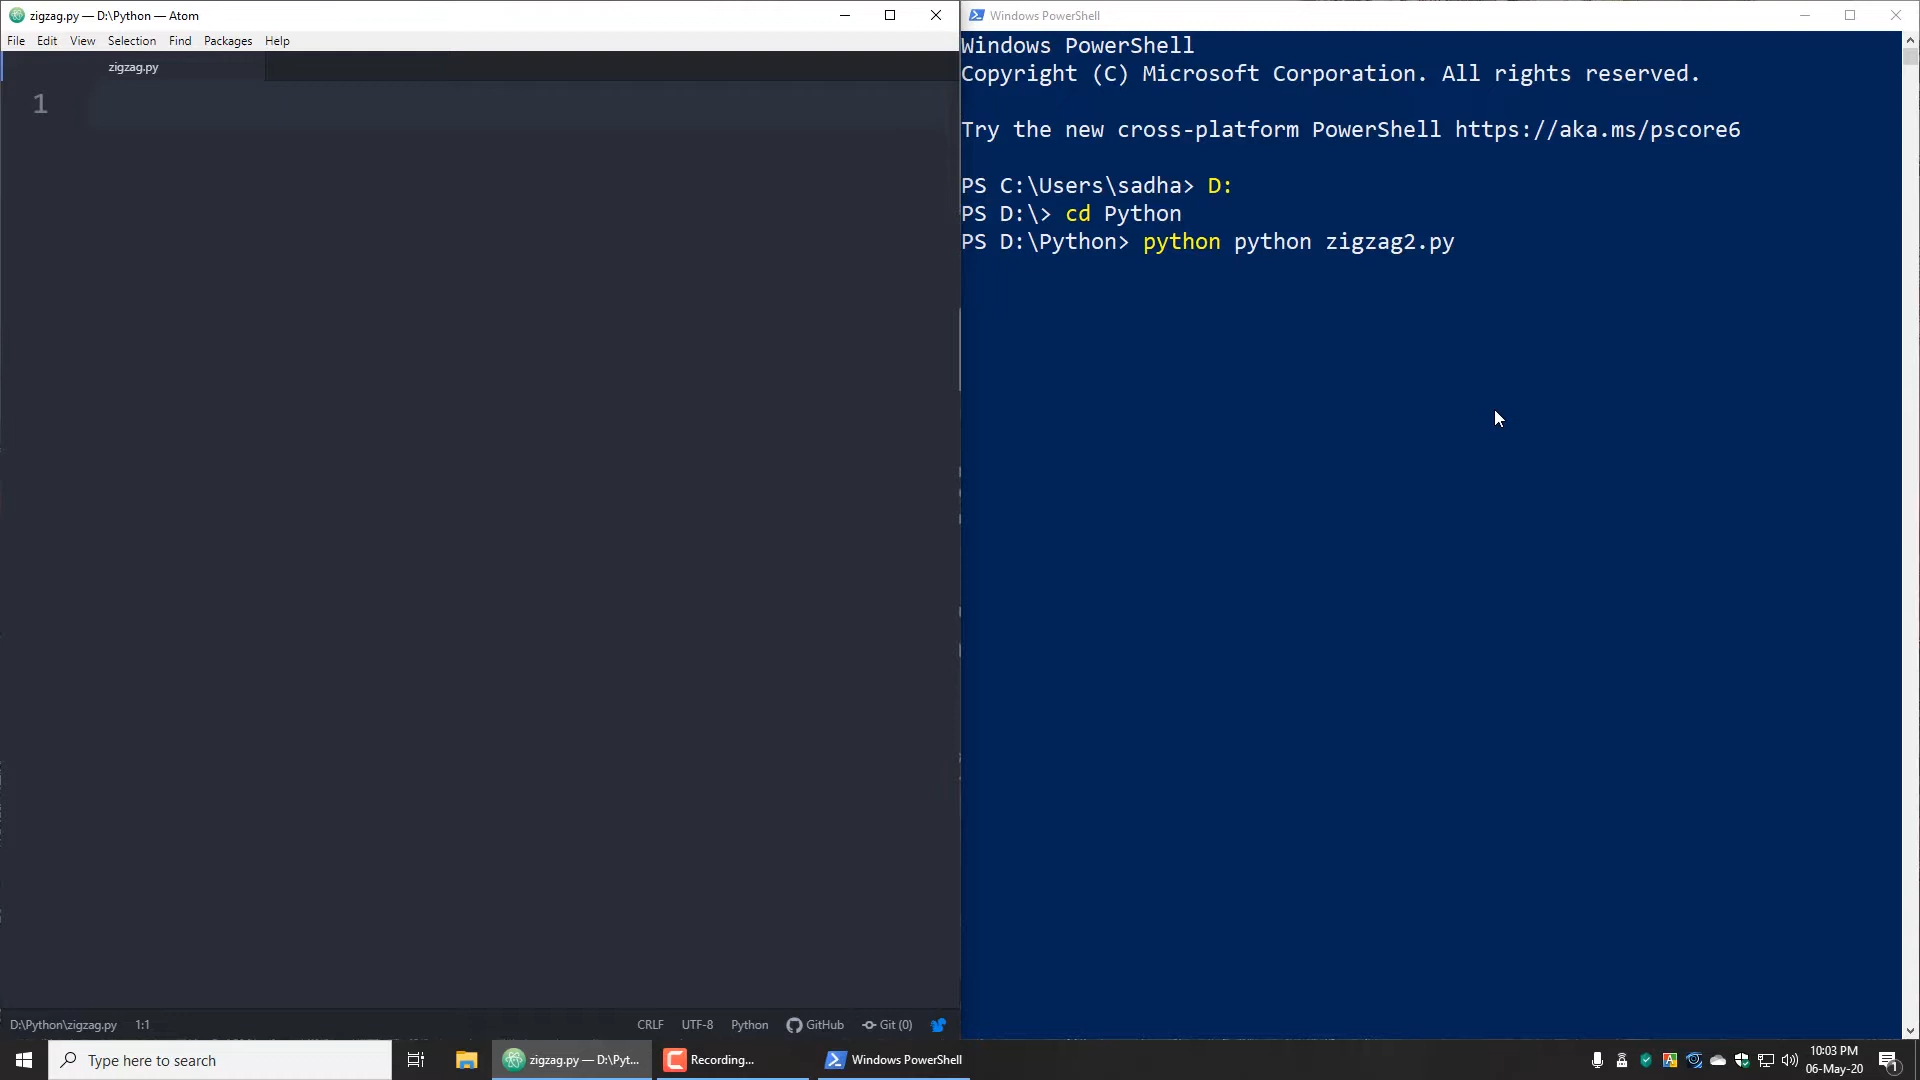 zigzag.py — D:\Python — Atom
File Edit View Selection Find Packages Help
zigzag.py
1
D:\Python\zigzag.py 1:1 CRLF UTF-8 Python GitHub Git (0)
Windows PowerShell
Windows PowerShell
Copyright (C) Microsoft Corporation. All rights reserved.
Try the new cross-platform PowerShell https://aka.ms/pscore6
PS C:\Users\sadha> D:
PS D:\> cd Python
PS D:\Python> python python zigzag2.py
Type here to search zigzag.py — D:\Pyt... Recording... Windows PowerShell
10:03 PM
06-May-20
1